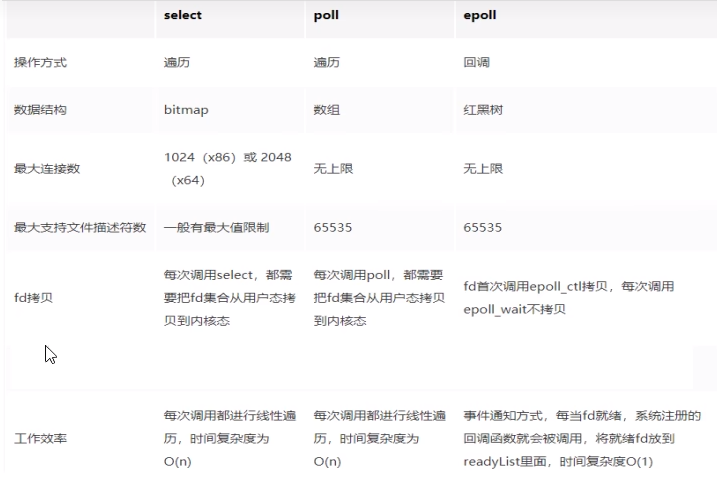 select poll epoll
操作方式 遍历 遍历 回调
数据结构 bitmap 数组 红黑树
最大连接数 1024（x86）或 2048（x64） 无上限 无上限
最大支持文件描述符数 一般有最大值限制 65535 65535
fd拷贝
每次调用select，都需
要把fd集合从用户态拷
贝到内核态
每次调用poll，都需要
把fd集合从用户态拷贝
到内核态
fd首次调用epoll_ctl拷贝，每次调用
epoll_wait不拷贝
工作效率
每次调用都进行线性遍
历，时间复杂度为
O(n)
每次调用都进行线性遍
历，时间复杂度为
O(n)
事件通知方式，每当fd就绪，系统注册的
回调函数就会被调用，将就绪fd放到
readyList里面，时间复杂度O(1)